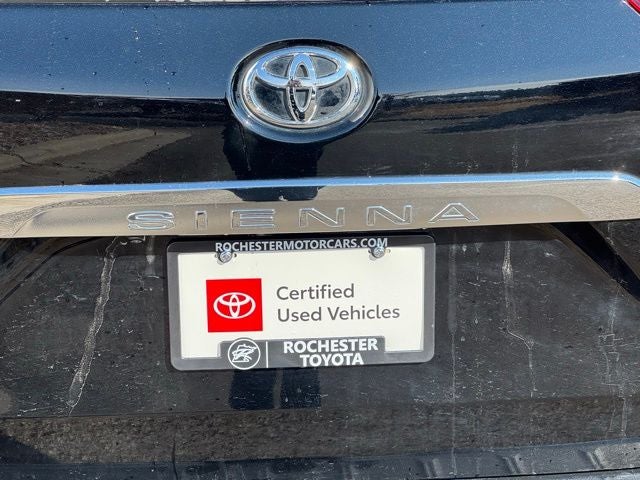 SIENNA
ROCHESTERMOTORCARS.COM
Certified
Used Vehicles
ROCHESTER
TOYOTA